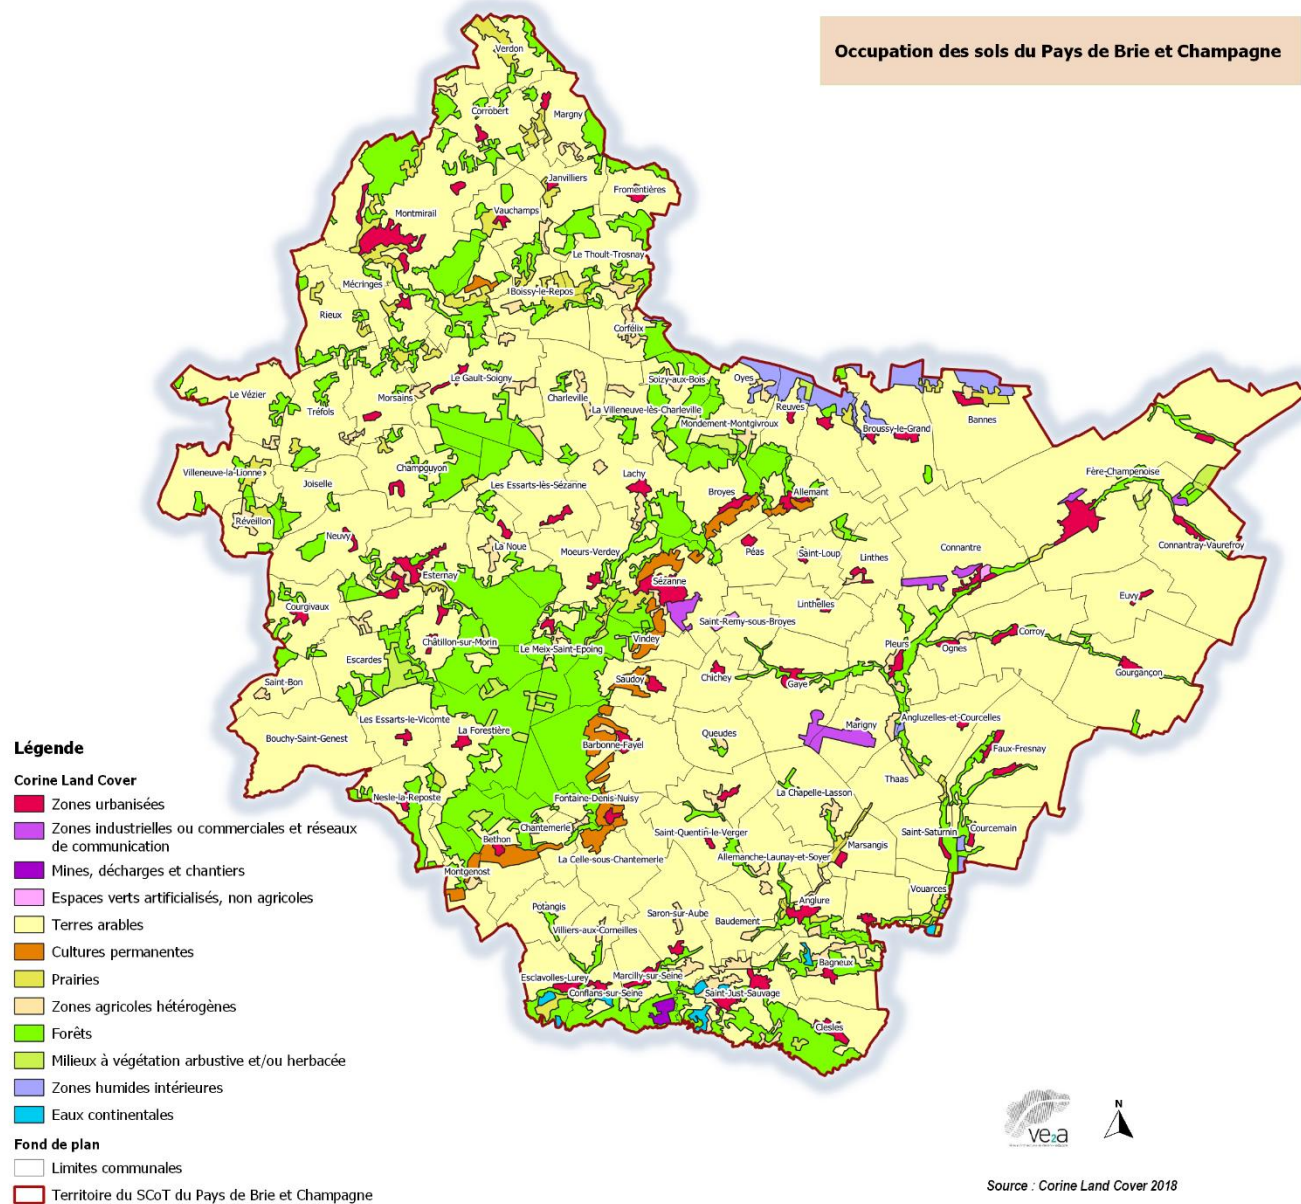 Occupation des sols du Pays de Brie et Champagne
Verdon
Corrobert
Margny
Janvilliers
Fromentières
Montmirail
Vauchamps
Le Thoult-Trosnay
Mécringes
Boissy-le-Repos
Rieux
Corfélix
Le Gault-Soigny
Soizy-aux-Bois
Oyes
Le Vézier
Morsains
Charleville
Tréfols
La Villeneuve-lès-Charleville
Reuves
Bannes
Mondement-Montgivroux
Broussy-le-Grand
Villeneuve-la-Lionne
Champguyon
Lachy
Fère-Champenoise
Joiselle
Les Essarts-lès-Sézanne
Broyes
Allemant
Réveillon
Neuvy
La Noue
Moeurs-Verdey
Péas
Saint-Loup
Linthes
Connantre
Connantray-Vaurefroy
Esternay
Sézanne
Euvy
Courgivaux
Linthelles
Saint-Remy-sous-Broyes
Châtillon-sur-Morin
Vindey
Corroy
Le Meix-Saint-Epoing
Pleurs
Ognes
Escardes
Gourgançon
Saint-Bon
Saudoy
Chichey
Gaye
Les Essarts-le-Vicomte
Angluzelles-et-Courcelles
Marigny
La Forestière
Queudes
Bouchy-Saint-Genest
Barbonne-Fayel
Faux-Fresnay
Thaas
Nesle-la-Reposte
Fontaine-Denis-Nuisy
La Chapelle-Lasson
Chantemerle
Saint-Quentin-le-Verger
Saint-Saturnin
Courcemain
Bethon
Marsangis
La Celle-sous-Chantemerle
Allemanche-Launay-et-Soyer
Montgenost
Vouarces
Anglure
Potangis
Saron-sur-Aube
Baudement
Villiers-aux-Corneilles
Bagneux
Esclavolles-Lurey
Marcilly-sur-Seine
Conflans-sur-Seine
Saint-Just-Sauvage
Clesles
Légende
Corine Land Cover
Zones urbanisées
Zones industrielles ou commerciales et réseaux
de communication
Mines, décharges et chantiers
Espaces verts artificialisés, non agricoles
Terres arables
Cultures permanentes
Prairies
Zones agricoles hétérogènes
Forêts
Milieux à végétation arbustive et/ou herbacée
Zones humides intérieures
Eaux continentales
Fond de plan
Limites communales
Territoire du SCoT du Pays de Brie et Champagne
ve2a
N
Source : Corine Land Cover 2018